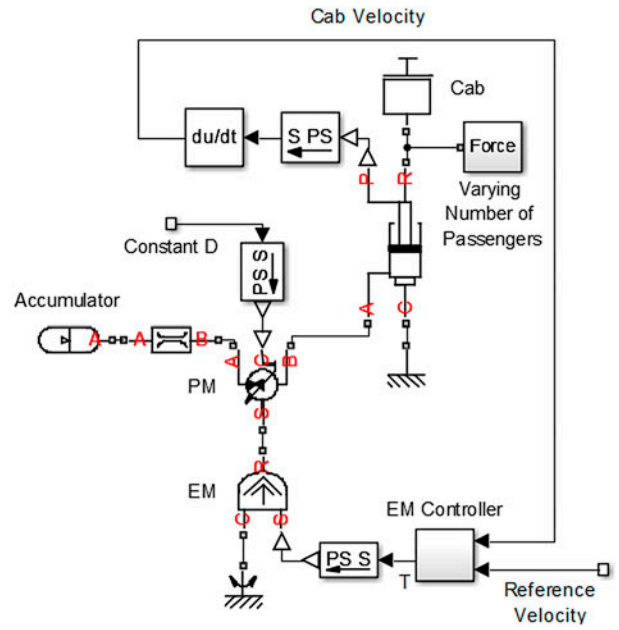 Cab Velocity
Cab
du/dt
S PS
Force
P
R
Varying
Number of
Passengers
Constant D
PS S
Accumulator
A
C
A
A
B
A
C
B
PM
S
R
EM
C
S
EM Controller
PS S
T
Reference
Velocity